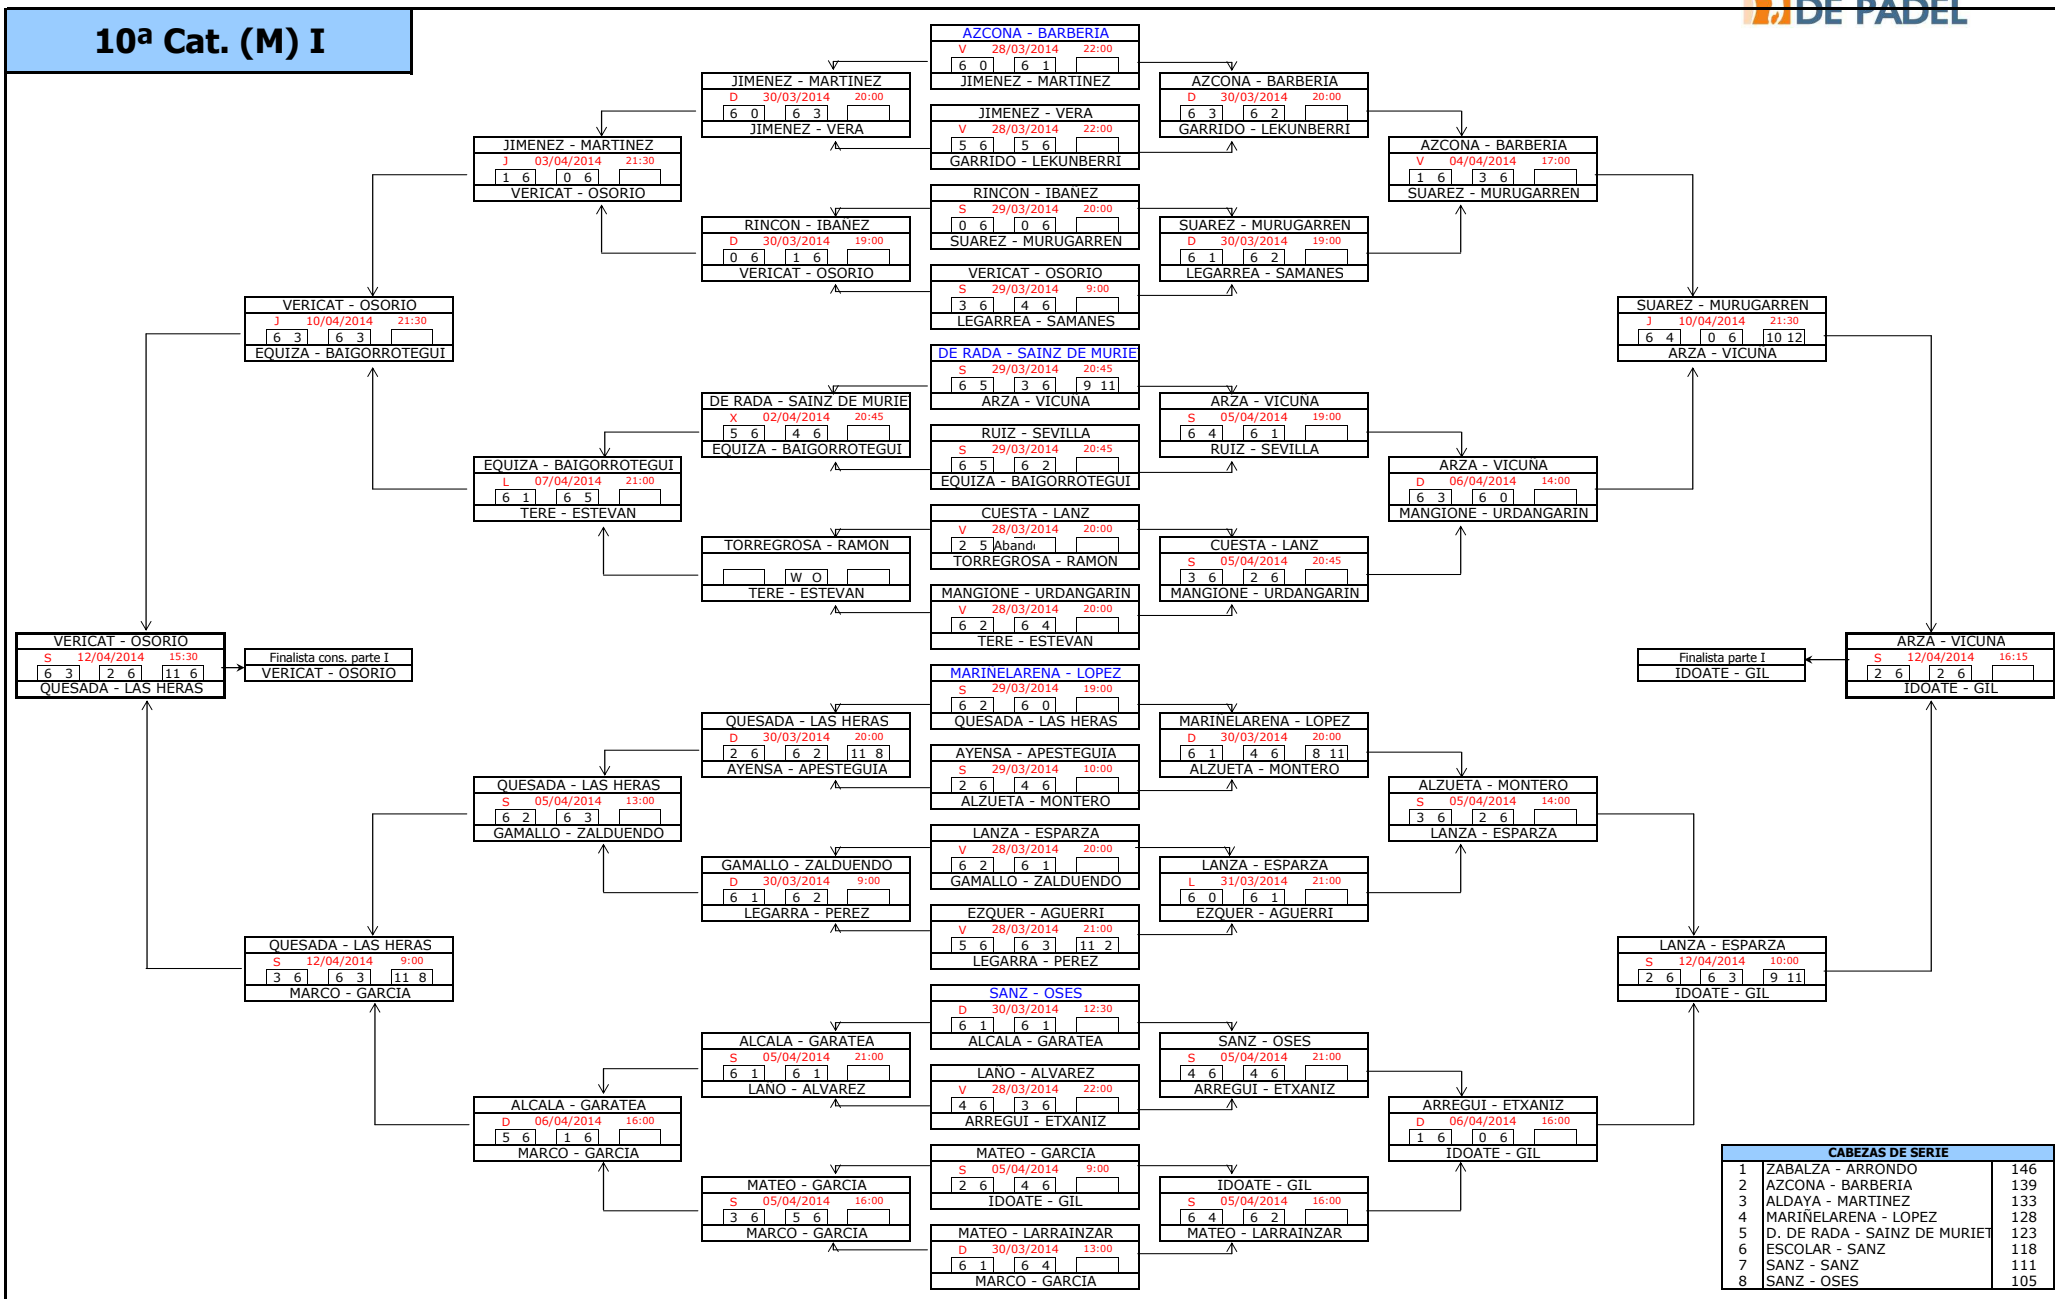 DE PADEL
10ª Cat. (M) I
VERICAT - OSORIO
S 12/04/2014 15:30
6 3 2 6 11 6
QUESADA - LAS HERAS
Finalista cons. parte I
VERICAT - OSORIO
VERICAT - OSORIO
J 10/04/2014 21:30
6 3 6 3
EQUIZA - BAIGORROTEGUI
QUESADA - LAS HERAS
S 12/04/2014 9:00
3 6 6 3 11 8
MARCO - GARCIA
JIMENEZ - MARTINEZ
J 03/04/2014 21:30
1 6 0 6
VERICAT - OSORIO
EQUIZA - BAIGORROTEGUI
L 07/04/2014 21:00
6 1 6 5
TERE - ESTEVAN
QUESADA - LAS HERAS
S 05/04/2014 13:00
6 2 6 3
GAMALLO - ZALDUENDO
ALCALA - GARATEA
D 06/04/2014 16:00
5 6 1 6
MARCO - GARCIA
JIMENEZ - MARTINEZ
D 30/03/2014 20:00
6 0 6 3
JIMENEZ - VERA
RINCON - IBAÑEZ
D 30/03/2014 19:00
0 6 1 6
VERICAT - OSORIO
DE RADA - SAINZ DE MURIE
X 02/04/2014 20:45
5 6 4 6
EQUIZA - BAIGORROTEGUI
TORREGROSA - RAMON
W O
TERE - ESTEVAN
QUESADA - LAS HERAS
D 30/03/2014 20:00
2 6 6 2 11 8
AYENSA - APESTEGUIA
GAMALLO - ZALDUENDO
D 30/03/2014 9:00
6 1 6 2
LEGARRA - PEREZ
ALCALA - GARATEA
S 05/04/2014 21:00
6 1 6 1
LAÑO - ALVAREZ
MATEO - GARCIA
S 05/04/2014 16:00
3 6 5 6
MARCO - GARCIA
AZCONA - BARBERIA
V 28/03/2014 22:00
6 0 6 1
JIMENEZ - MARTINEZ
JIMENEZ - VERA
V 28/03/2014 22:00
5 6 5 6
GARRIDO - LEKUNBERRI
RINCON - IBAÑEZ
S 29/03/2014 20:00
0 6 0 6
SUAREZ - MURUGARREN
VERICAT - OSORIO
S 29/03/2014 9:00
3 6 4 6
LEGARREA - SAMANES
DE RADA - SAINZ DE MURIE
S 29/03/2014 20:45
6 5 3 6 9 11
ARZA - VICUÑA
RUIZ - SEVILLA
S 29/03/2014 20:45
6 5 6 2
EQUIZA - BAIGORROTEGUI
CUESTA - LANZ
V 28/03/2014 20:00
2 5 Aband
TORREGROSA - RAMON
MANGIONE - URDANGARIN
V 28/03/2014 20:00
6 2 6 4
TERE - ESTEVAN
MARIÑELARENA - LOPEZ
S 29/03/2014 19:00
6 2 6 0
QUESADA - LAS HERAS
AYENSA - APESTEGUIA
S 29/03/2014 10:00
2 6 4 6
ALZUETA - MONTERO
LANZA - ESPARZA
V 28/03/2014 20:00
6 2 6 1
GAMALLO - ZALDUENDO
EZQUER - AGUERRI
V 28/03/2014 21:00
5 6 6 3 11 2
LEGARRA - PEREZ
SANZ - OSES
D 30/03/2014 12:30
6 1 6 1
ALCALA - GARATEA
LAÑO - ALVAREZ
V 28/03/2014 22:00
4 6 3 6
ARREGUI - ETXANIZ
MATEO - GARCIA
S 05/04/2014 9:00
2 6 4 6
IDOATE - GIL
MATEO - LARRAINZAR
D 30/03/2014 13:00
6 1 6 4
MARCO - GARCIA
AZCONA - BARBERIA
D 30/03/2014 20:00
6 3 6 2
GARRIDO - LEKUNBERRI
SUAREZ - MURUGARREN
D 30/03/2014 19:00
6 1 6 2
LEGARREA - SAMANES
ARZA - VICUÑA
S 05/04/2014 19:00
6 4 6 1
RUIZ - SEVILLA
CUESTA - LANZ
S 05/04/2014 20:45
3 6 2 6
MANGIONE - URDANGARIN
MARIÑELARENA - LOPEZ
D 30/03/2014 20:00
6 1 4 6 8 11
ALZUETA - MONTERO
LANZA - ESPARZA
L 31/03/2014 21:00
6 0 6 1
EZQUER - AGUERRI
SANZ - OSES
S 05/04/2014 21:00
4 6 4 6
ARREGUI - ETXANIZ
IDOATE - GIL
S 05/04/2014 16:00
6 4 6 2
MATEO - LARRAINZAR
AZCONA - BARBERIA
V 04/04/2014 17:00
1 6 3 6
SUAREZ - MURUGARREN
ARZA - VICUÑA
D 06/04/2014 14:00
6 3 6 0
MANGIONE - URDANGARIN
ALZUETA - MONTERO
S 05/04/2014 14:00
3 6 2 6
LANZA - ESPARZA
ARREGUI - ETXANIZ
D 06/04/2014 16:00
1 6 0 6
IDOATE - GIL
SUAREZ - MURUGARREN
J 10/04/2014 21:30
6 4 0 6 10 12
ARZA - VICUÑA
LANZA - ESPARZA
S 12/04/2014 10:00
2 6 6 3 9 11
IDOATE - GIL
Finalista parte I
IDOATE - GIL
ARZA - VICUÑA
S 12/04/2014 16:15
2 6 2 6
IDOATE - GIL
CABEZAS DE SERIE
1 ZABALZA - ARRONDO 146
2 AZCONA - BARBERIA 139
3 ALDAYA - MARTINEZ 133
4 MARIÑELARENA - LOPEZ 128
5 D. DE RADA - SAINZ DE MURIET 123
6 ESCOLAR - SANZ 118
7 SANZ - SANZ 111
8 SANZ - OSES 105